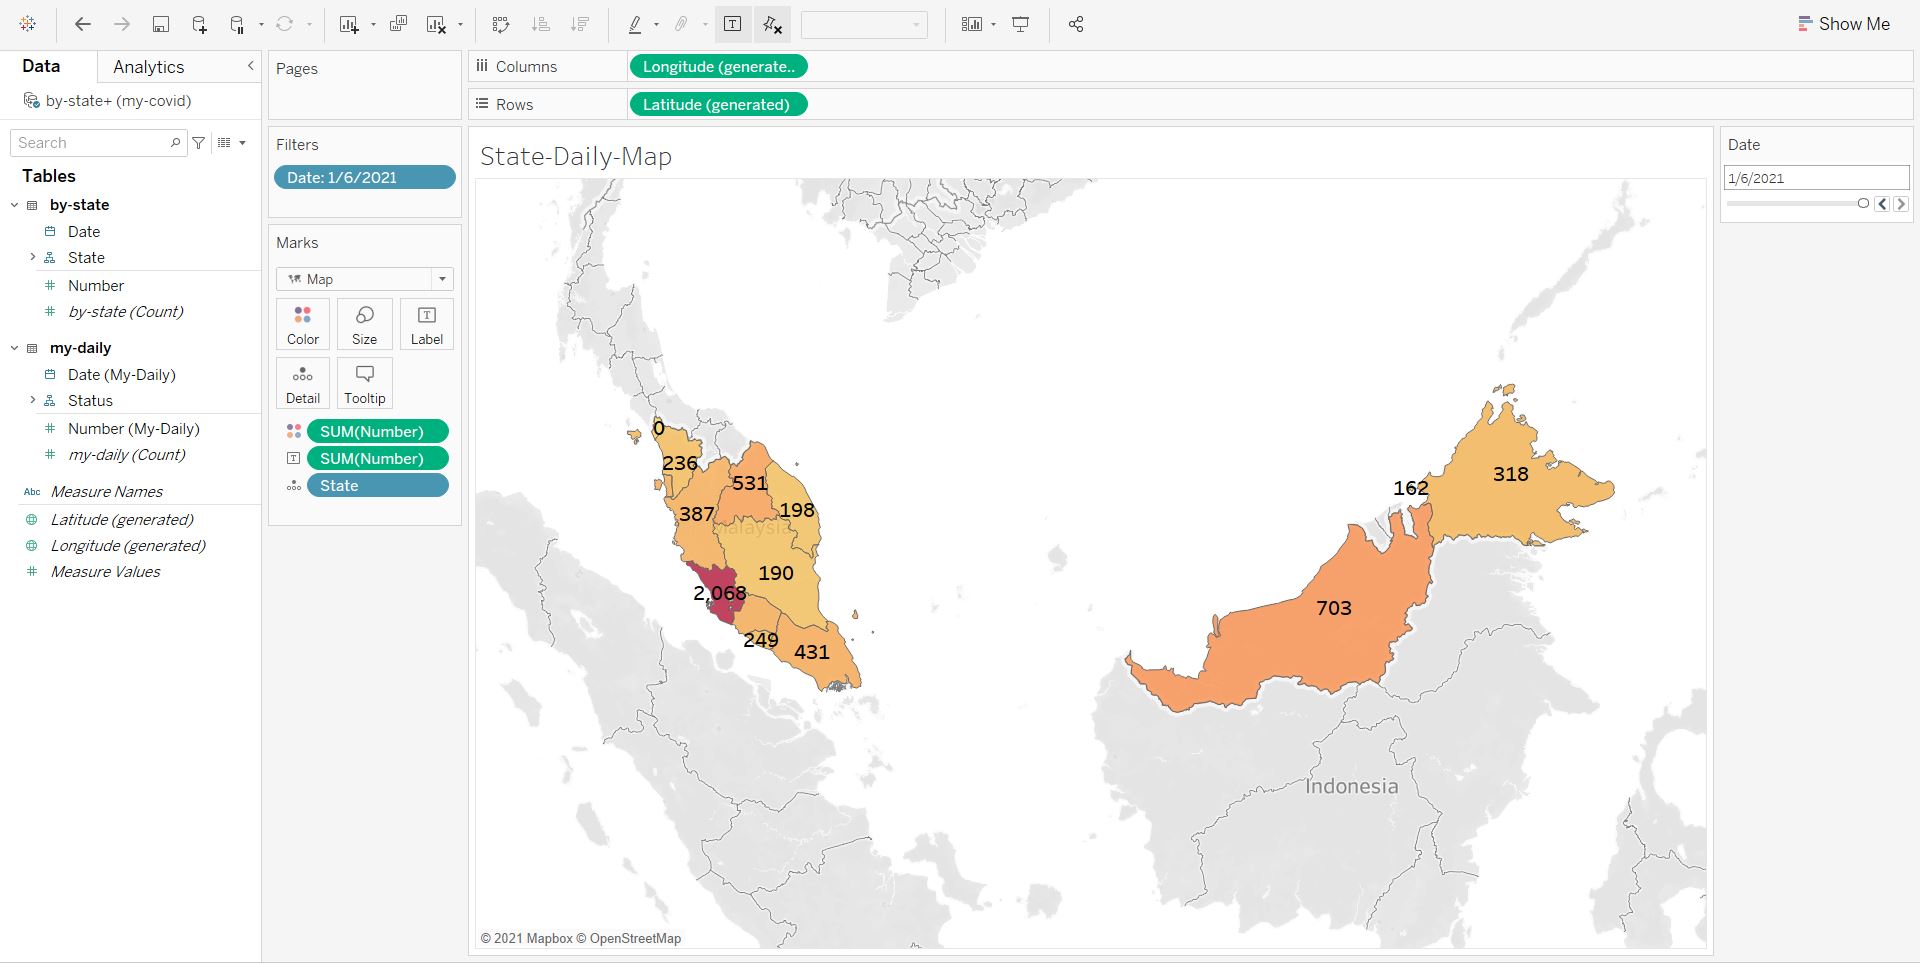 Show Me
Data
Analytics
by-state+ (my-covid)
Search
Tables
by-state
Date
State
Number
by-state (Count)
my-daily
Date (My-Daily)
Status
Number (My-Daily)
my-daily (Count)
Abc Measure Names
Latitude (generated)
Longitude (generated)
Measure Values
Pages
Filters
Date: 1/6/2021
Marks
Map
Color
Size
Label
Detail
Tooltip
SUM(Number)
SUM(Number)
State
Columns
Longitude (generate..
Rows
Latitude (generated)
State-Daily-Map
0
236
531
387
198
Malaysia
190
2,068
249
431
162
318
703
Indonesia
© 2021 Mapbox © OpenStreetMap
Date
1/6/2021